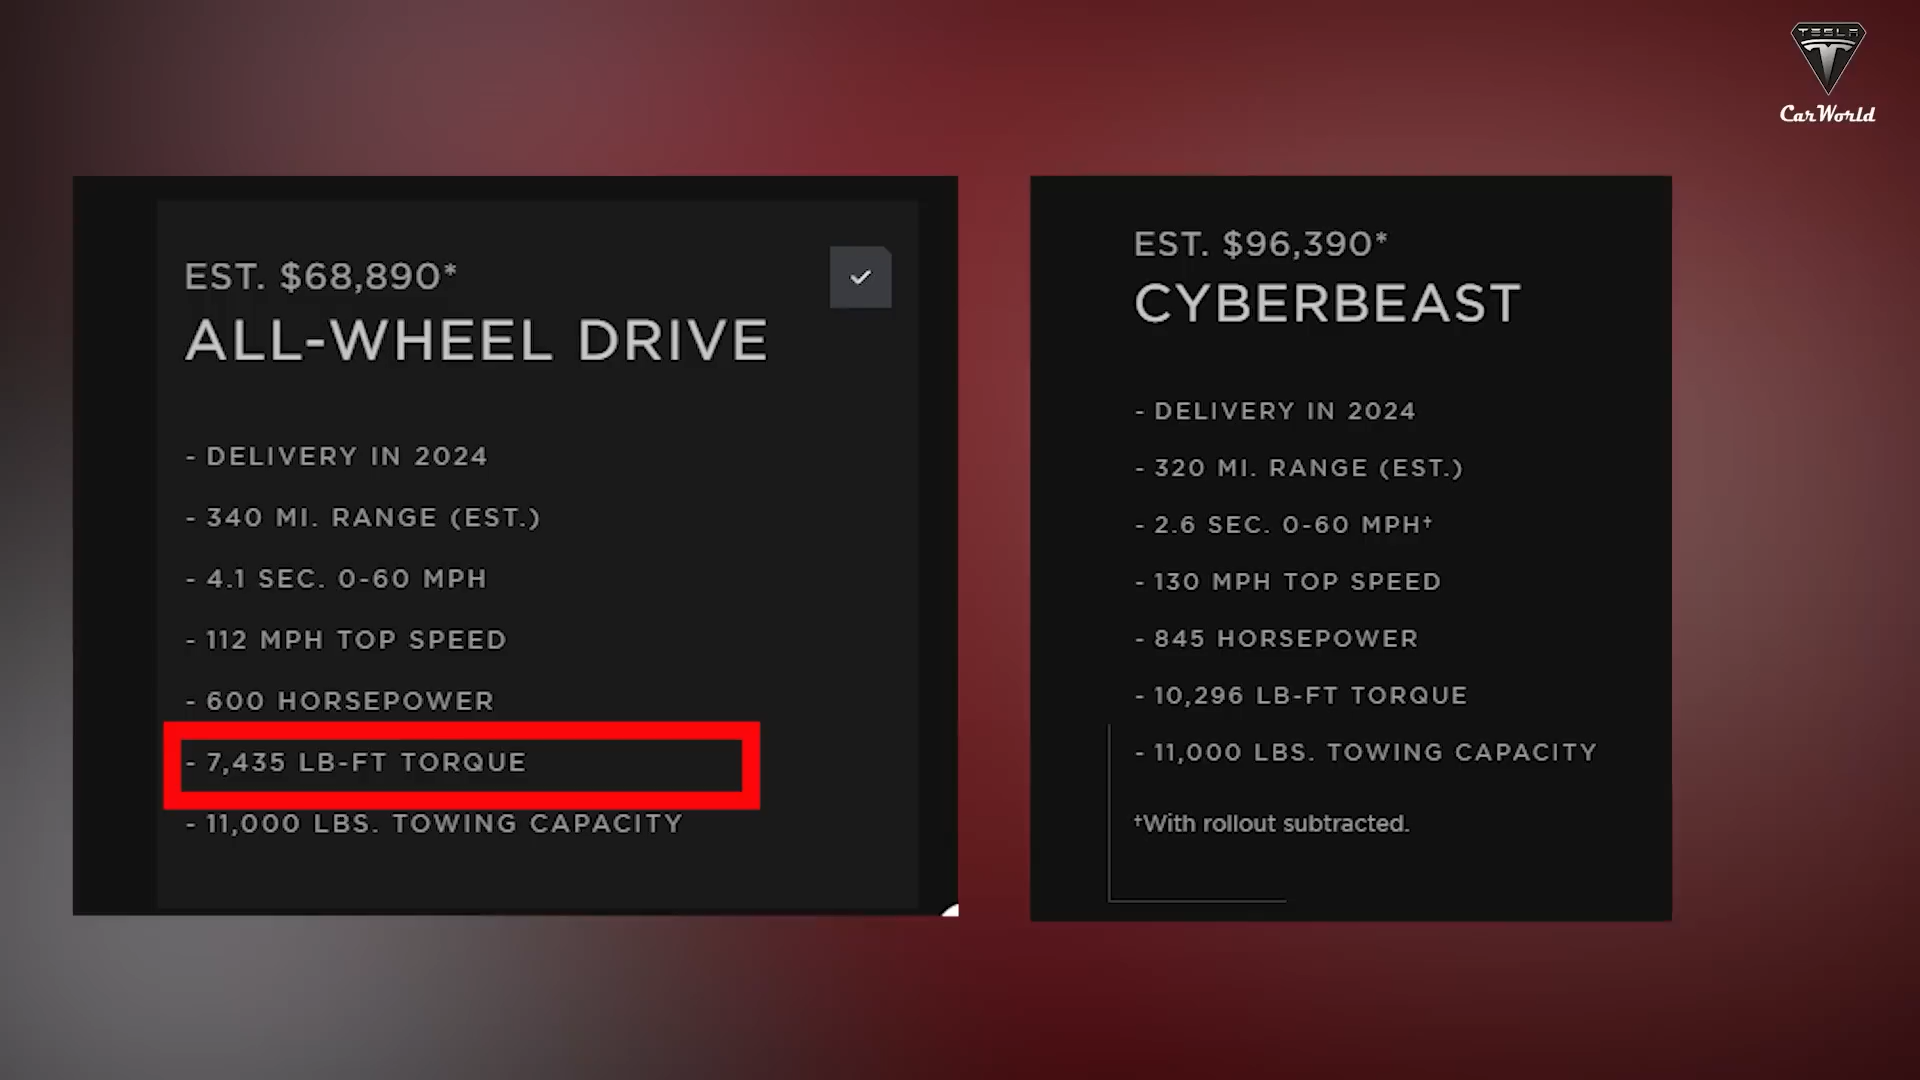 TESLA
CarWorld
EST. $68,890*
ALL-WHEEL DRIVE
- DELIVERY IN 2024
- 340 MI. RANGE (EST.)
- 4.1 SEC. 0-60 MPH
- 112 MPH TOP SPEED
- 600 HORSEPOWER
- 7,435 LB-FT TORQUE
- 11,000 LBS. TOWING CAPACITY
EST. $96,390*
CYBERBEAST
- DELIVERY IN 2024
- 320 MI. RANGE (EST.)
- 2.6 SEC. 0-60 MPH†
- 130 MPH TOP SPEED
- 845 HORSEPOWER
- 10,296 LB-FT TORQUE
- 11,000 LBS. TOWING CAPACITY
†With rollout subtracted.